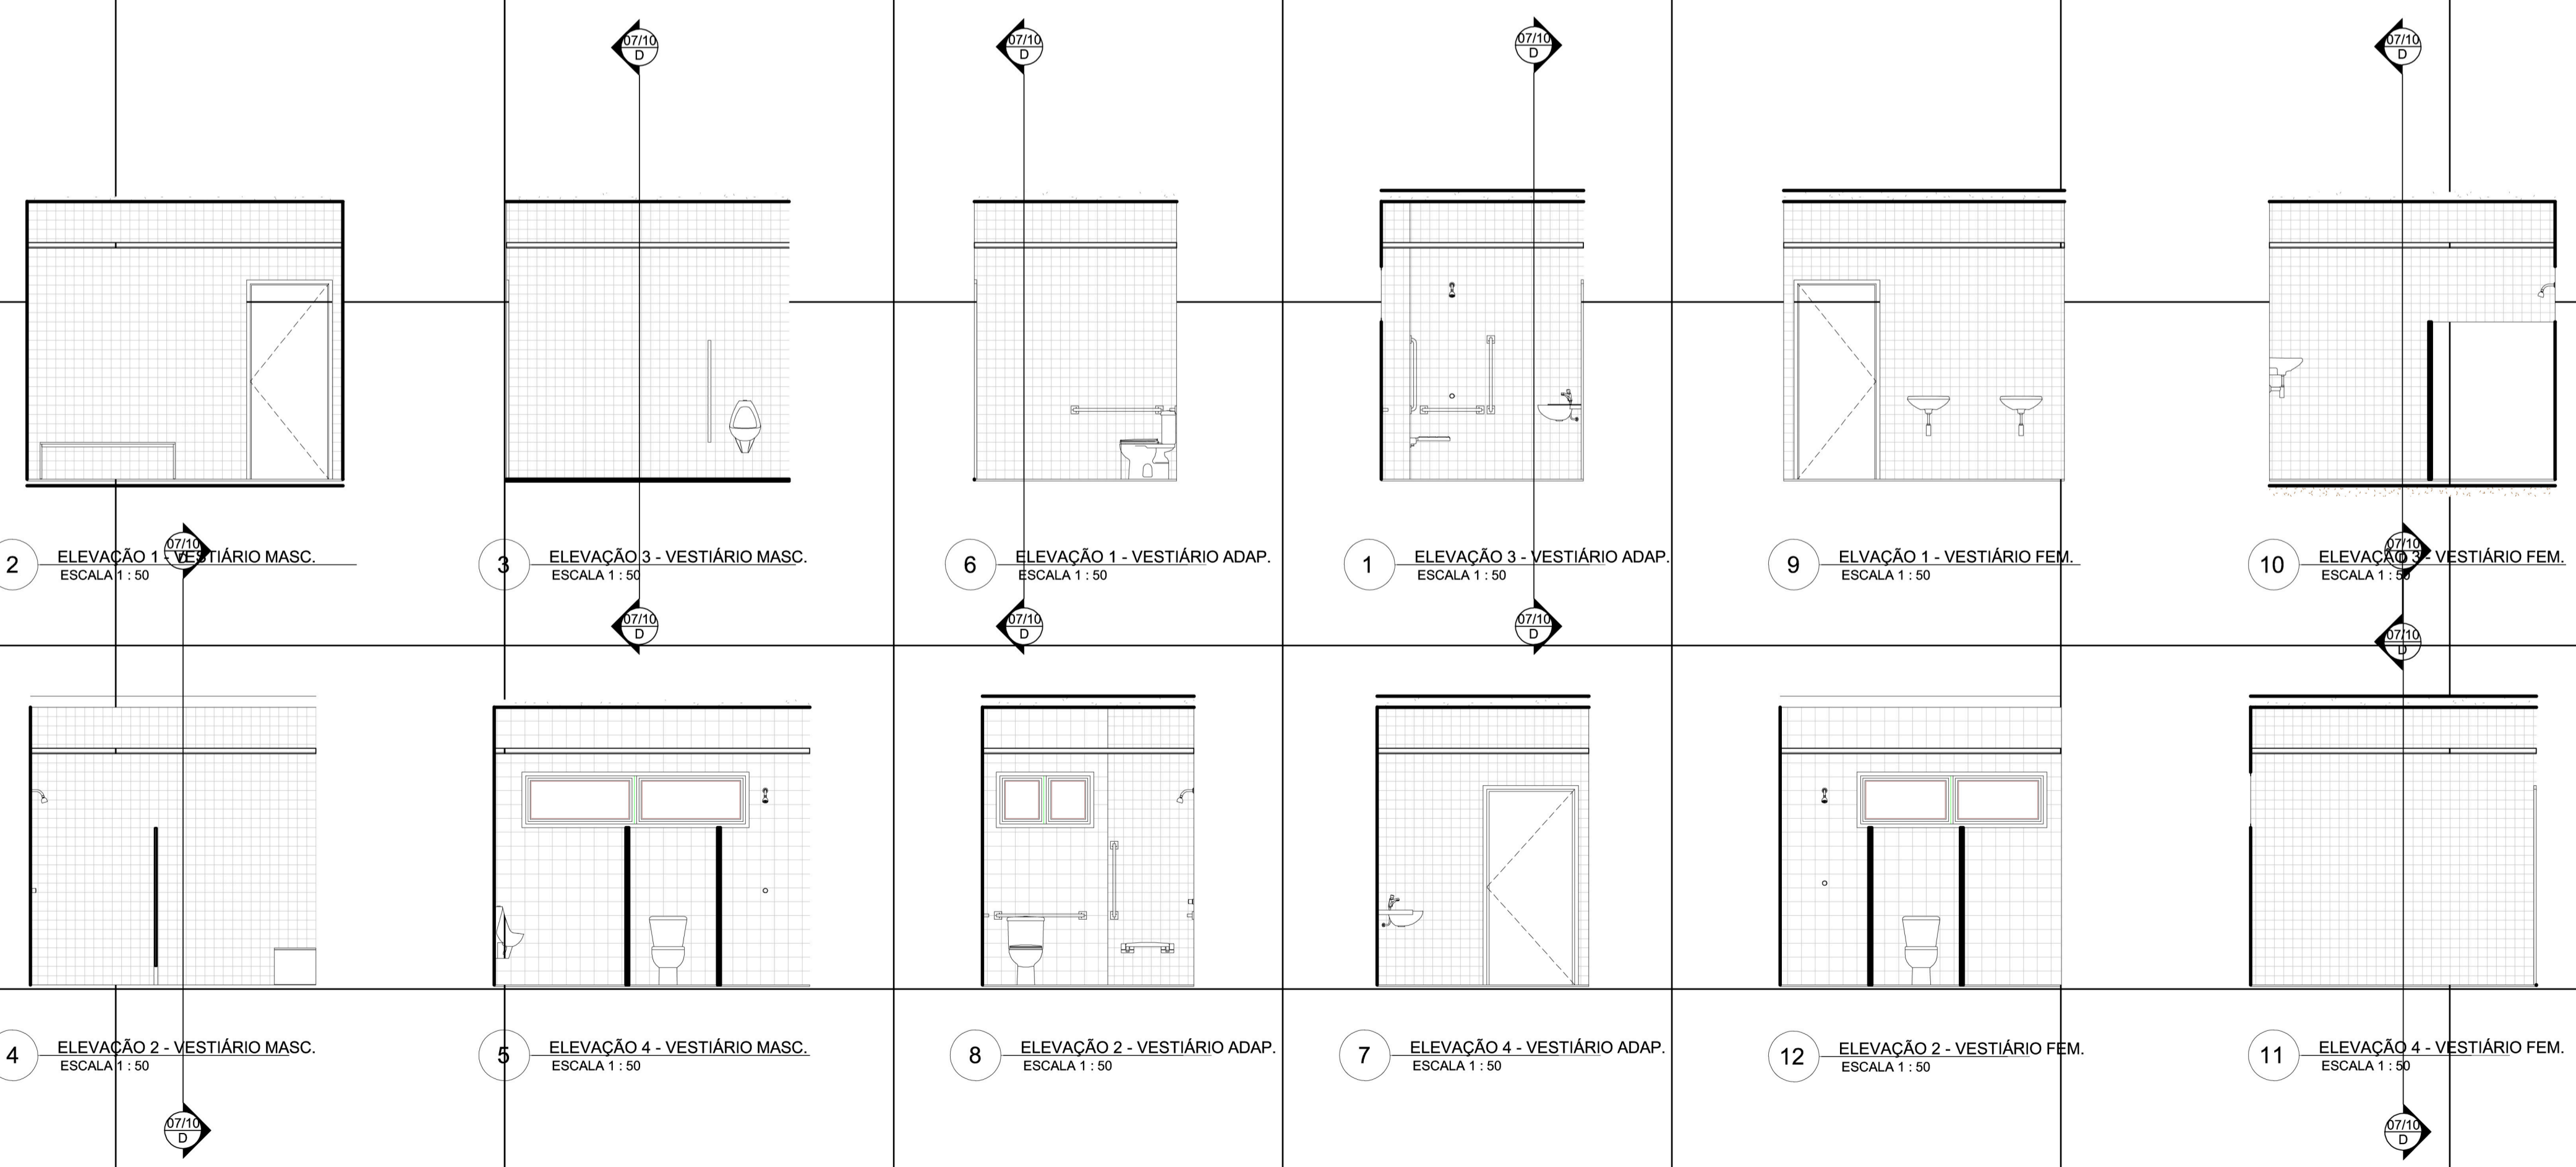 07/10
D
07/10
D
07/10
D
07/10
D
2
ELEVAÇÃO 1 - VESTIÁRIO MASC.
ESCALA 1 : 50
07/10
D
3
ELEVAÇÃO 3 - VESTIÁRIO MASC.
ESCALA 1 : 50
6
ELEVAÇÃO 1 - VESTIÁRIO ADAP.
ESCALA 1 : 50
1
ELEVAÇÃO 3 - VESTIÁRIO ADAP.
ESCALA 1 : 50
9
ELVAÇÃO 1 - VESTIÁRIO FEM.
ESCALA 1 : 50
10
ELEVAÇÃO 3 - VESTIÁRIO FEM.
ESCALA 1 : 50
07/10
D
07/10
D
07/10
D
07/10
D
07/10
D
4
ELEVAÇÃO 2 - VESTIÁRIO MASC.
ESCALA 1 : 50
5
ELEVAÇÃO 4 - VESTIÁRIO MASC.
ESCALA 1 : 50
8
ELEVAÇÃO 2 - VESTIÁRIO ADAP.
ESCALA 1 : 50
7
ELEVAÇÃO 4 - VESTIÁRIO ADAP.
ESCALA 1 : 50
12
ELEVAÇÃO 2 - VESTIÁRIO FEM.
ESCALA 1 : 50
11
ELEVAÇÃO 4 - VESTIÁRIO FEM.
ESCALA 1 : 50
07/10
D
07/10
D